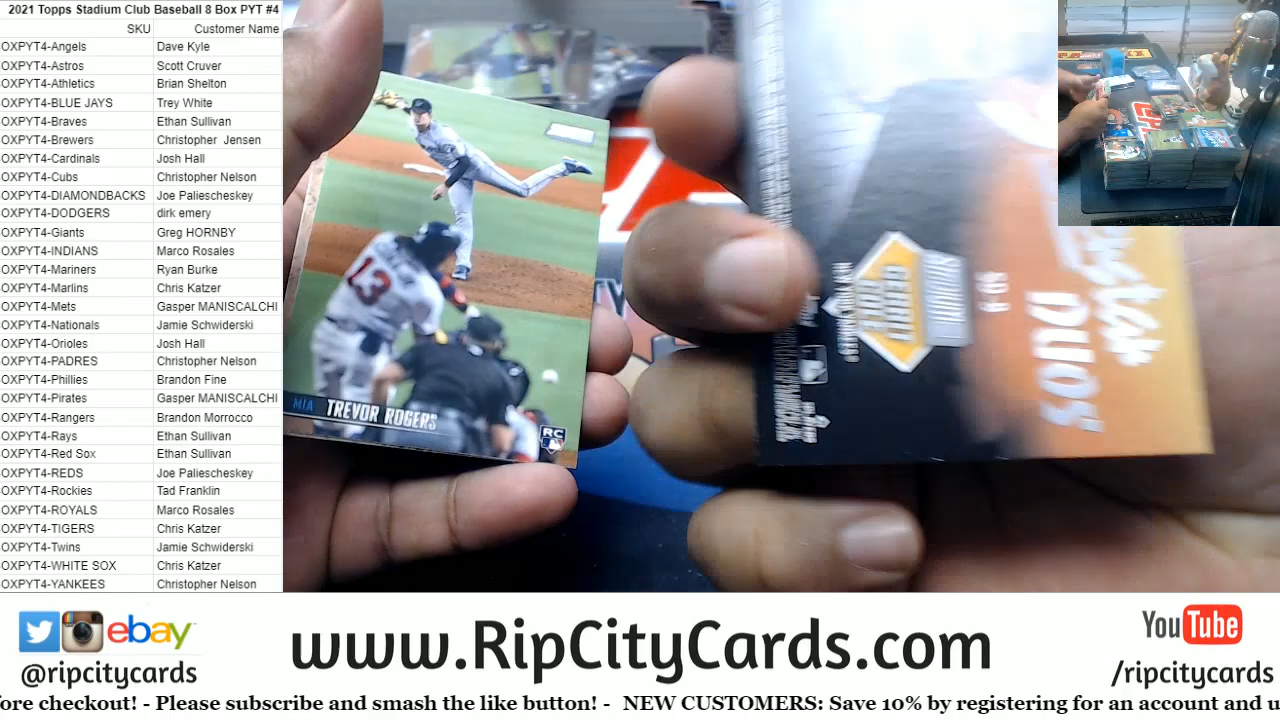 2021 Topps Stadium Club Baseball 8 Box PYT #4
SKU Customer Name
OXPYT4-Angels Dave Kyle
OXPYT4-Astros Scott Cruver
OXPYT4-Athletics Brian Shelton
OXPYT4-BLUE JAYS Trey White
OXPYT4-Braves Ethan Sullivan
OXPYT4-Brewers Christopher Jensen
OXPYT4-Cardinals Josh Hall
OXPYT4-Cubs Christopher Nelson
OXPYT4-DIAMONDBACKS Joe Paliescheskey
OXPYT4-DODGERS dirk emery
OXPYT4-Giants Greg HORNBY
OXPYT4-INDIANS Marco Rosales
OXPYT4-Mariners Ryan Burke
OXPYT4-Marlins Chris Katzer
OXPYT4-Mets Gasper MANISCALCHI
OXPYT4-Nationals Jamie Schwiderski
OXPYT4-Orioles Josh Hall
OXPYT4-PADRES Christopher Nelson
OXPYT4-Phillies Brandon Fine
OXPYT4-Pirates Gasper MANISCALCHI
OXPYT4-Rangers Brandon Morrocco
OXPYT4-Rays Ethan Sullivan
OXPYT4-Red Sox Ethan Sullivan
OXPYT4-REDS Joe Paliescheskey
OXPYT4-Rockies Tad Franklin
OXPYT4-ROYALS Marco Rosales
OXPYT4-TIGERS Chris Katzer
OXPYT4-Twins Jamie Schwiderski
OXPYT4-WHITE SOX Chris Katzer
OXPYT4-YANKEES Christopher Nelson
13
MIA TREVOR ROGERS
RC
DUOS
ebay
@ripcitycards
www.RipCityCards.com
YouTube
/ripcitycards
fore checkout! - Please subscribe and smash the like button! - NEW CUSTOMERS: Save 10% by registering for an account and u